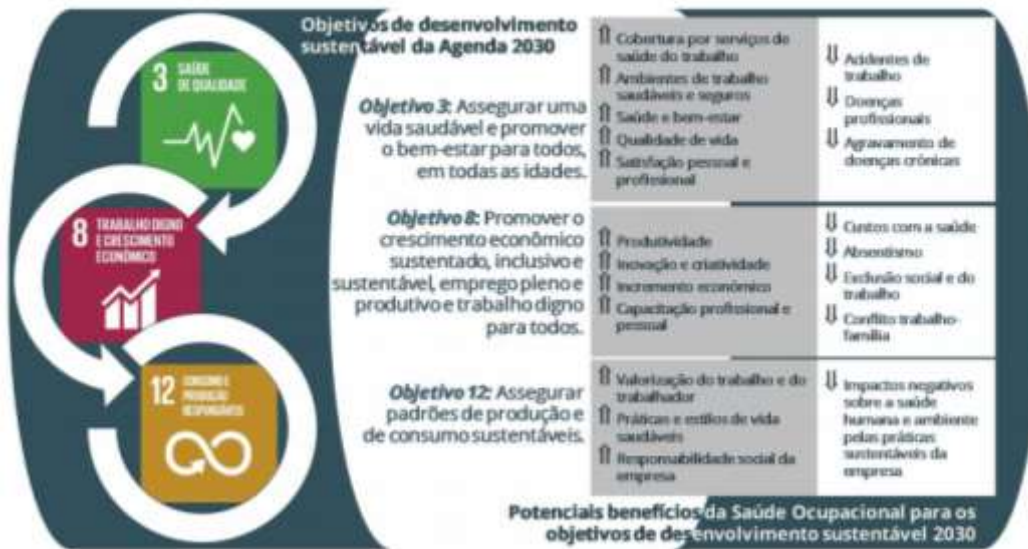 Objetivos de desenvolvimento
sustentável da Agenda 2030
3 SAÚDE
DE QUALIDADE
Objetivo 3: Assegurar uma
vida saudável e promover
o bem-estar para todos,
em todas as idades.
⇑ Cobertura por serviços de
saúde do trabalho
⇑ Ambientes de trabalho
saudáveis e seguros
⇑ Saúde e bem-estar
⇑ Qualidade de vida
⇑ Satisfação pessoal e
profissional
⇓ Acidentes de
trabalho
⇓ Doenças
profissionais
⇓ Agravamento de
doenças crónicas
8 TRABALHO DIGNO
E CRESCIMENTO
ECONÓMICO
Objetivo 8: Promover o
crescimento econômico
sustentado, inclusivo e
sustentável, emprego pleno e
produtivo e trabalho digno
para todos.
⇑ Produtividade
⇑ Inovação e criatividade
⇑ Incremento econômico
⇑ Capacitação profissional e
pessoal
⇓ Custos com a saúde
⇓ Absentismo
⇓ Exclusão social e do
trabalho
⇓ Conflito trabalho-
família
12 CONSUMO E
PRODUÇÃO
RESPONSÁVEIS
Objetivo 12: Assegurar
padrões de produção e
de consumo sustentáveis.
⇑ Valorização do trabalho e do
trabalhador
⇑ Práticas e estilos de vida
saudáveis
⇑ Responsabilidade social da
empresa
⇓ Impactos negativos
sobre a saúde
humana e ambiente
pelas práticas
sustentáveis da
empresa
Potenciais benefícios da Saúde Ocupacional para os
objetivos de desenvolvimento sustentável 2030